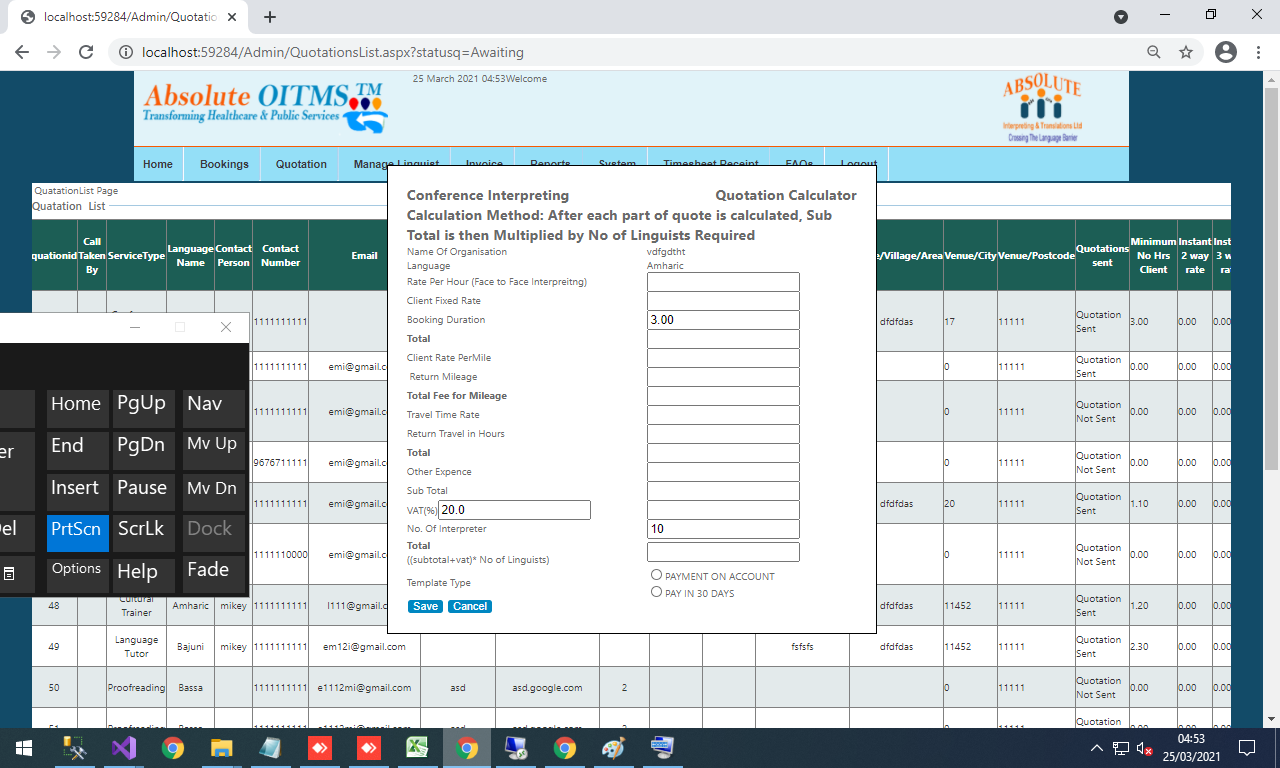 localhost:59284/Admin/Quotatio
localhost:59284/Admin/QuotationsList.aspx?statusq=Awaiting
Absolute OITMS™
Transforming Healthcare & Public Services
25 March 2021 04:53Welcome
ABSOLUTE
Interpreting & Translations Ltd
Crossing The Language Barrier
Home Bookings Quotation Manage Linguist Invoice Reports System Timesheet Receipt FAQs Logout
QuatationList Page
Quatation List
quationid Call Taken By ServiceType Language Name Contact Person Contact Number Email e/Village/Area Venue/City Venue/Postcode Quotations sent Minimum No Hrs Client Instant 2 way rate
Conference Interpreting Quotation Calculator
Calculation Method: After each part of quote is calculated, Sub
Total is then Multiplied by No of Linguists Required
Name Of Organisation vdfgdtht
Language Amharic
Rate Per Hour (Face to Face Interpreitng)
Client Fixed Rate
Booking Duration 3.00
Total
Client Rate PerMile
Return Mileage
Total Fee for Mileage
Travel Time Rate
Return Travel in Hours
Total
Other Expence
Sub Total
VAT(%) 20.0
No. Of Interpreter 10
Total
((subtotal+vat)* No of Linguists)
Template Type
PAYMENT ON ACCOUNT
PAY IN 30 DAYS
Save Cancel
1111111111 dfdfdas 17 11111 Quotation Sent 3.00 0.00 0.00
1111111111 emi@gmail.c 0 11111 Quotation Sent 0.00 0.00 0.00
1111111111 emi@gmail.c 0 11111 Quotation Not Sent 0.00 0.00 0.00
9676711111 emi@gmail.c 0 11111 Quotation Not Sent 0.00 0.00 0.00
1111111111 emi@gmail.c dfdfdas 20 11111 Quotation Sent 1.10 0.00 0.00
1111110000 emi@gmail.c 0 11111 Quotation Not Sent 0.00 0.00 0.00
48 Cultural Trainer Amharic mikey 1111111111 l111@gmail.c dfdfdas 11452 11111 Quotation Sent 1.20 0.00 0.00
49 Language Tutor Bajuni mikey 1111111111 em12i@gmail.com fsfsfs dfdfdas 11452 11111 Quotation Sent 2.30 0.00 0.00
50 Proofreading Bassa 1111111111 e1112mi@gmail.com asd asd.google.com 2 0 11111 Quotation Not Sent 0.00 0.00 0.00
Quotation
Home PgUp Nav
End PgDn Mv Up
Insert Pause Mv Dn
PrtScn ScrLk Dock
Options Help Fade
04:53
25/03/2021